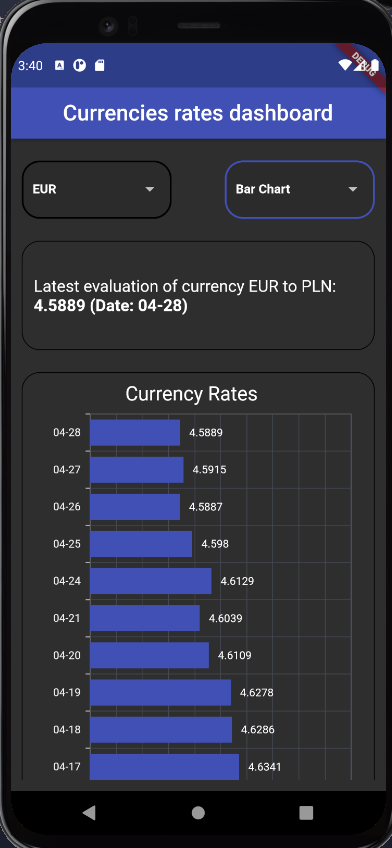 3:40
DEBUG
Currencies rates dashboard
EUR
Bar Chart
Latest evaluation of currency EUR to PLN:
4.5889 (Date: 04-28)
Currency Rates
04-28 4.5889
04-27 4.5915
04-26 4.5887
04-25 4.598
04-24 4.6129
04-21 4.6039
04-20 4.6109
04-19 4.6278
04-18 4.6286
04-17 4.6341